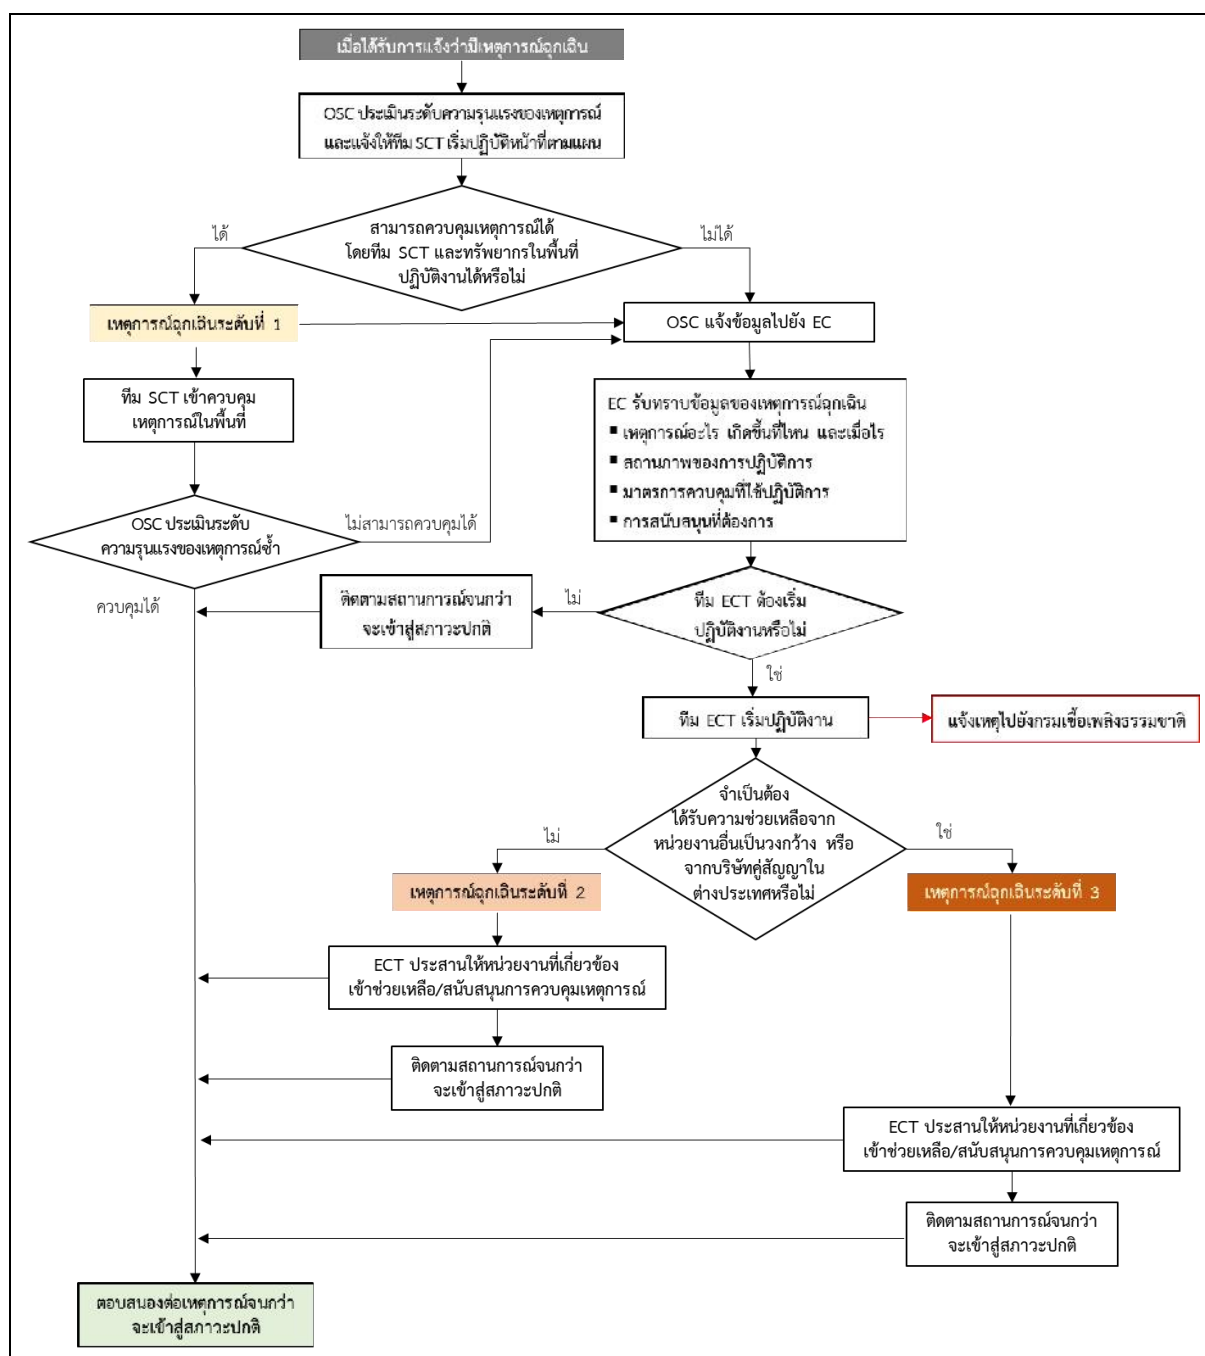 เมื่อได้รับการแจ้งว่ามีเหตุการณ์ฉุกเฉิน
OSC ประเมินระดับความรุนแรงของเหตุการณ์
และแจ้งให้ทีม SCT เริ่มปฏิบัติหน้าที่ตามแผน
สามารถควบคุมเหตุการณ์ได้
โดยทีม SCT และทรัพยากรในพื้นที่
ปฏิบัติงานได้หรือไม่
ได้
ไม่ได้
เหตุการณ์ฉุกเฉินระดับที่ 1
OSC แจ้งข้อมูลไปยัง EC
ทีม SCT เข้าควบคุม
เหตุการณ์ในพื้นที่
EC รับทราบข้อมูลของเหตุการณ์ฉุกเฉิน
▪ เหตุการณ์อะไร เกิดขึ้นที่ไหน และเมื่อไร
▪ สถานภาพของการปฏิบัติการ
▪ มาตรการควบคุมที่ใช้ปฏิบัติการ
▪ การสนับสนุนที่ต้องการ
OSC ประเมินระดับ
ความรุนแรงของเหตุการณ์ซ้ำ
ไม่สามารถควบคุมได้
ควบคุมได้
ติดตามสถานการณ์จนกว่า
จะเข้าสู่สภาวะปกติ
ไม่
ทีม ECT ต้องเริ่ม
ปฏิบัติงานหรือไม่
ใช่
ทีม ECT เริ่มปฏิบัติงาน
แจ้งเหตุไปยังกรมเชื้อเพลิงธรรมชาติ
จำเป็นต้อง
ได้รับความช่วยเหลือจาก
หน่วยงานอื่นเป็นวงกว้าง หรือ
จากบริษัทคู่สัญญาใน
ต่างประเทศหรือไม่
ไม่
ใช่
เหตุการณ์ฉุกเฉินระดับที่ 2
เหตุการณ์ฉุกเฉินระดับที่ 3
ECT ประสานให้หน่วยงานที่เกี่ยวข้อง
เข้าช่วยเหลือ/สนับสนุนการควบคุมเหตุการณ์
ติดตามสถานการณ์จนกว่า
จะเข้าสู่ภาวะปกติ
ECT ประสานให้หน่วยงานที่เกี่ยวข้อง
เข้าช่วยเหลือ/สนับสนุนการควบคุมเหตุการณ์
ติดตามสถานการณ์จนกว่า
จะเข้าสู่สภาวะปกติ
ตอบสนองต่อเหตุการณ์จนกว่า
จะเข้าสู่สภาวะปกติ